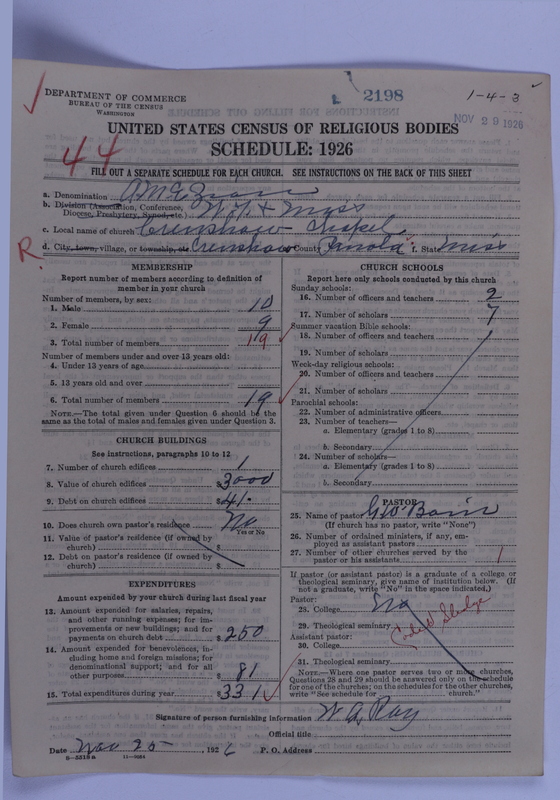 2198
1-4-3
NOV 29 1926
DEPARTMENT OF COMMERCE
BUREAU OF THE CENSUS
WASHINGTON
UNITED STATES CENSUS OF RELIGIOUS BODIES
SCHEDULE: 1926
44
FILL OUT A SEPARATE SCHEDULE FOR EACH CHURCH. SEE INSTRUCTIONS ON THE BACK OF THIS SHEET
a. Denomination A. M. E. Zion
b. Division (Association, Conference, Diocese, Presbytery, Synod, etc.) W. T. & Miss
c. Local name of church Crenshaw Chapel
d. City, town, village, or township, etc. Crenshaw e. County Panola f. State Miss
R.
MEMBERSHIP
Report number of members according to definition of
member in your church
Number of members, by sex:
1. Male 10
2. Female 9
3. Total number of members 19
Number of members under and over 13 years old:
4. Under 13 years of age
5. 13 years old and over
6. Total number of members 19
NOTE.—The total given under Question 6 should be the
same as the total of males and females given under Question 3.
CHURCH BUILDINGS
See instructions, paragraphs 10 to 12
7. Number of church edifices 1
8. Value of church edifices $3000
9. Debt on church edifices $41.
10. Does church own pastor's residence No
Yes or No
11. Value of pastor's residence (if owned by
church) $
12. Debt on pastor's residence (if owned by
church) $
EXPENDITURES
Amount expended by your church during last fiscal year
13. Amount expended for salaries, repairs,
and other running expenses; for im-
provements or new buildings; and for
payments on church debt $250
14. Amount expended for benevolences, in-
cluding home and foreign missions; for
denominational support; and for all
other purposes $81
15. Total expenditures during year $331
CHURCH SCHOOLS
Report here only schools conducted by this church
Sunday schools:
16. Number of officers and teachers 2
17. Number of scholars 7
Summer vacation Bible schools:
18. Number of officers and teachers
19. Number of scholars
Week-day religious schools:
20. Number of officers and teachers
21. Number of scholars
Parochial schools:
22. Number of administrative officers
23. Number of teachers—
a. Elementary (grades 1 to 8)
b. Secondary
24. Number of scholars—
a. Elementary (grades 1 to 8)
b. Secondary
PASTOR
25. Name of pastor G. W. Bain
(If church has no pastor, write "None")
26. Number of ordained ministers, if any, em-
ployed as assistant pastors
27. Number of other churches served by the
pastor or his assistants 1
If pastor (or assistant pastor) is a graduate of a college or
theological seminary, give name of institution below. (If
not a graduate, write "No" in the space indicated.)
Pastor:
28. College No
29. Theological seminary
Assistant pastor:
30. College
31. Theological seminary
NOTE.—Where one pastor serves two or more churches,
Questions 28 and 29 should be answered only on the schedule
for one of the churches; on the schedules for the other churches,
write "See schedule for church."
Signature of person furnishing information W. A. Ray
Official title
Date Nov 25, 1926 P. O. Address
8-5318a 11-9024